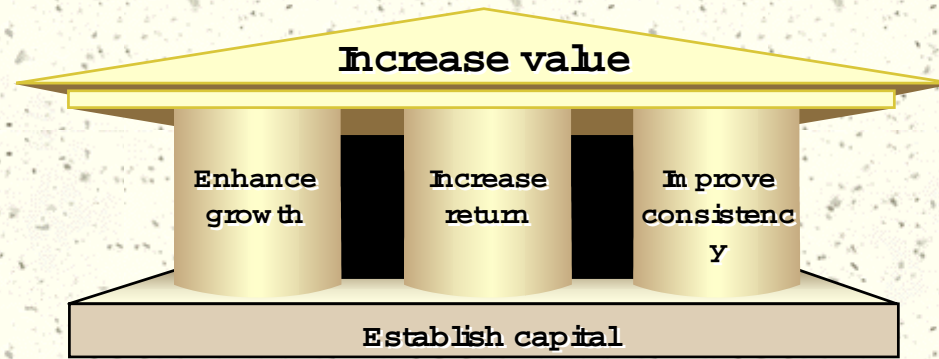 Increase value
Enhance
growth
Increase
return
Improve
consistenc
y
Establish capital